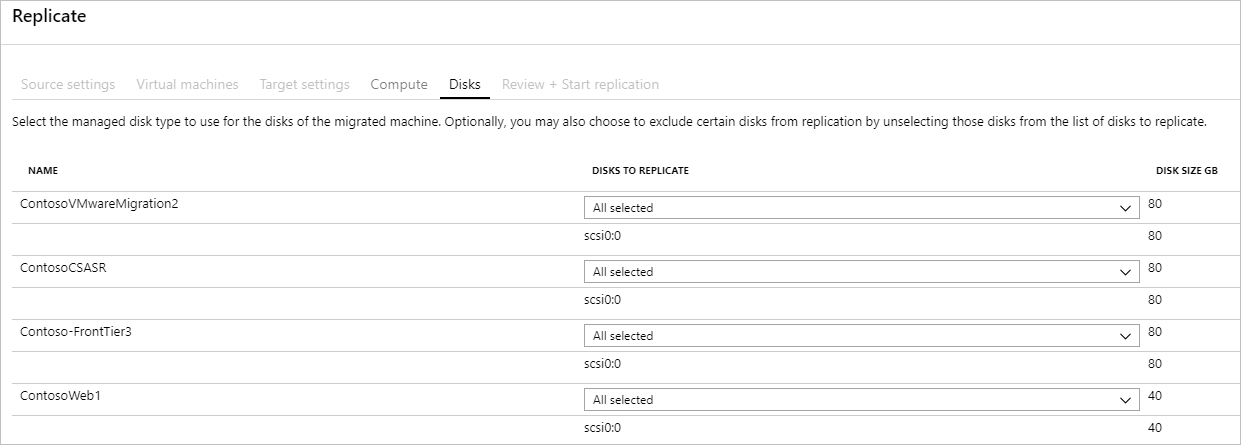 Replicate
Source settings Virtual machines Target settings Compute Disks Review + Start replication
Select the managed disk type to use for the disks of the migrated machine. Optionally, you may also choose to exclude certain disks from replication by unselecting those disks from the list of disks to replicate.
NAME DISKS TO REPLICATE DISK SIZE GB
ContosoVMwareMigration2 All selected 80
scsi0:0 80
ContosoCSASR All selected 80
scsi0:0 80
Contoso-FrontTier3 All selected 80
scsi0:0 80
ContosoWeb1 All selected 40
scsi0:0 40